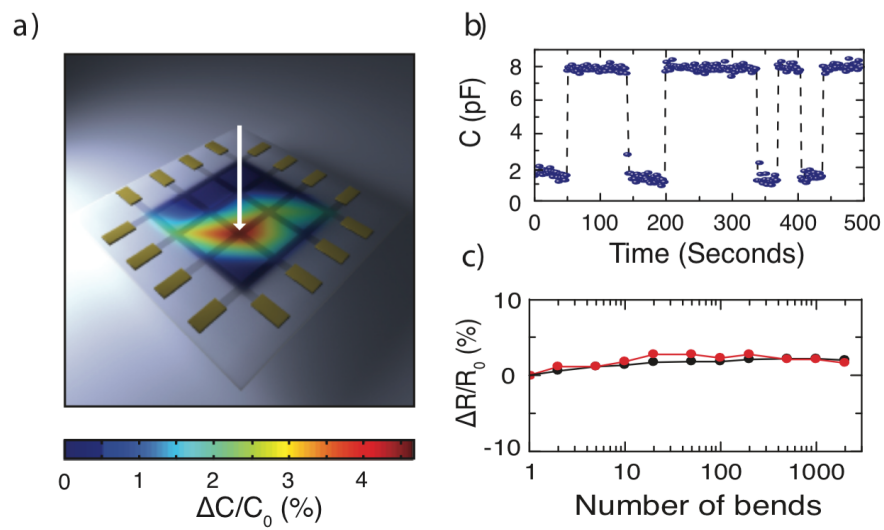 a)
0 1 2 3 4
ΔC/C₀ (%)
b)
C (pF)
8
6
4
2
0
0 100 200 300 400 500
Time (Seconds)
c)
ΔR/R₀ (%)
10
0
-10
1 10 100 1000
Number of bends